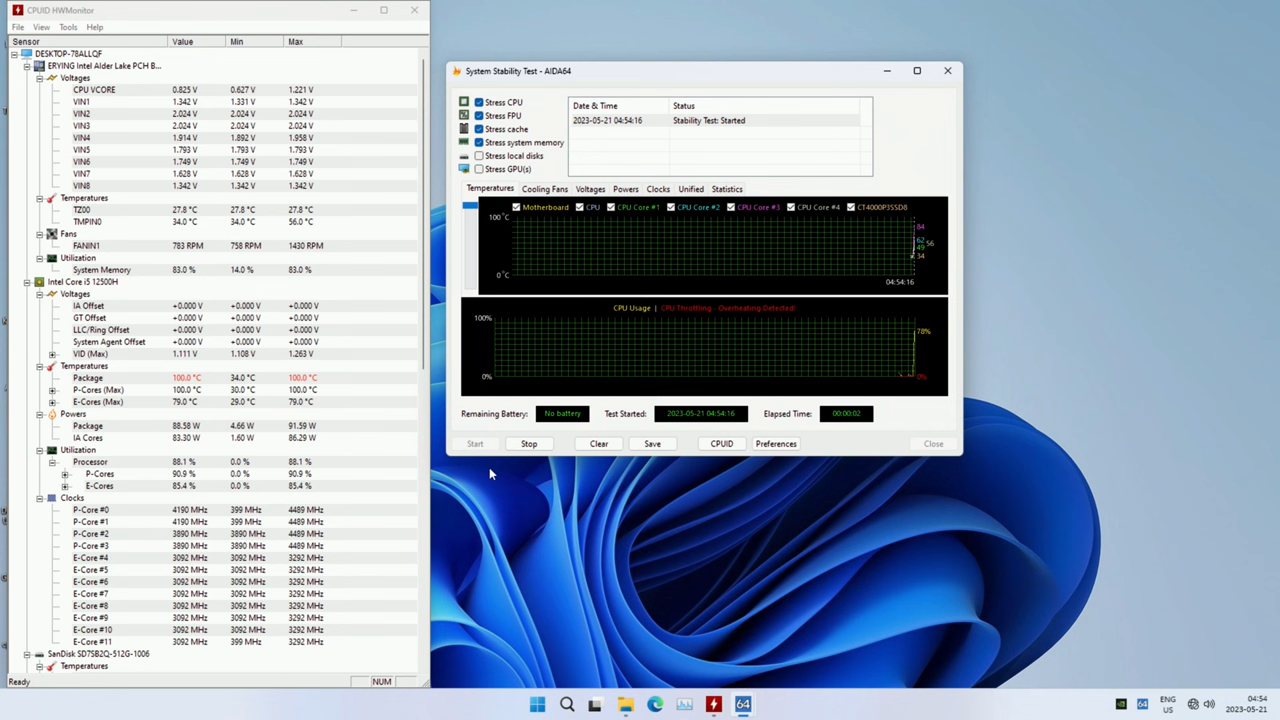 CPUID HWMonitor
File View Tools Help
Sensor Value Min Max
DESKTOP-78ALLQF
ERYING Intel Alder Lake PCH B...
Voltages
CPU VCORE 0.825 V 0.627 V 1.221 V
VIN1 1.342 V 1.331 V 1.342 V
VIN2 2.024 V 2.024 V 2.024 V
VIN3 2.024 V 2.024 V 2.024 V
VIN4 1.914 V 1.892 V 1.958 V
VIN5 1.793 V 1.793 V 1.793 V
VIN6 1.749 V 1.749 V 1.749 V
VIN7 1.628 V 1.628 V 1.628 V
VIN8 1.342 V 1.342 V 1.342 V
Temperatures
TZ00 27.8 °C 27.8 °C 27.8 °C
TMPIN0 34.0 °C 34.0 °C 56.0 °C
Fans
FANIN1 783 RPM 758 RPM 1430 RPM
Utilization
System Memory 83.0 % 14.0 % 83.0 %
Intel Core i5 12500H
Voltages
IA Offset +0.000 V +0.000 V +0.000 V
GT Offset +0.000 V +0.000 V +0.000 V
LLC/Ring Offset +0.000 V +0.000 V +0.000 V
System Agent Offset +0.000 V +0.000 V +0.000 V
VID (Max) 1.111 V 1.108 V 1.263 V
Temperatures
Package 100.0 °C 34.0 °C 100.0 °C
P-Cores (Max) 100.0 °C 30.0 °C 100.0 °C
E-Cores (Max) 79.0 °C 29.0 °C 79.0 °C
Powers
Package 88.58 W 4.66 W 91.59 W
IA Cores 83.30 W 1.60 W 86.29 W
Utilization
Processor 88.1 % 0.0 % 88.1 %
P-Cores 90.9 % 0.0 % 90.9 %
E-Cores 85.4 % 0.0 % 85.4 %
Clocks
P-Core #0 4190 MHz 399 MHz 4489 MHz
P-Core #1 4190 MHz 399 MHz 4489 MHz
P-Core #2 3890 MHz 3890 MHz 4489 MHz
P-Core #3 3890 MHz 3890 MHz 4489 MHz
E-Core #4 3092 MHz 3092 MHz 3292 MHz
E-Core #5 3092 MHz 3092 MHz 3292 MHz
E-Core #6 3092 MHz 3092 MHz 3292 MHz
E-Core #7 3092 MHz 3092 MHz 3292 MHz
E-Core #8 3092 MHz 3092 MHz 3292 MHz
E-Core #9 3092 MHz 3092 MHz 3292 MHz
E-Core #10 3092 MHz 3092 MHz 3292 MHz
E-Core #11 3092 MHz 399 MHz 3292 MHz
SanDisk SD7SB2Q-512G-1006
Temperatures
Ready NUM
System Stability Test - AIDA64
Stress CPU
Stress FPU
Stress cache
Stress system memory
Stress local disks
Stress GPU(s)
Date & Time Status
2023-05-21 04:54:16 Stability Test: Started
Temperatures Cooling Fans Voltages Powers Clocks Unified Statistics
Motherboard CPU CPU Core #1 CPU Core #2 CPU Core #3 CPU Core #4 CT4000P3SSD8
100°C
84
62
56
49
34
0°C
04:54:16
CPU Usage | CPU Throttling - Overheating Detected!
100%
78%
0% 0%
Remaining Battery: No battery Test Started: 2023-05-21 04:54:16 Elapsed Time: 00:00:02
Start Stop Clear Save CPUID Preferences Close
64 64
ENG
US
04:54
2023-05-21